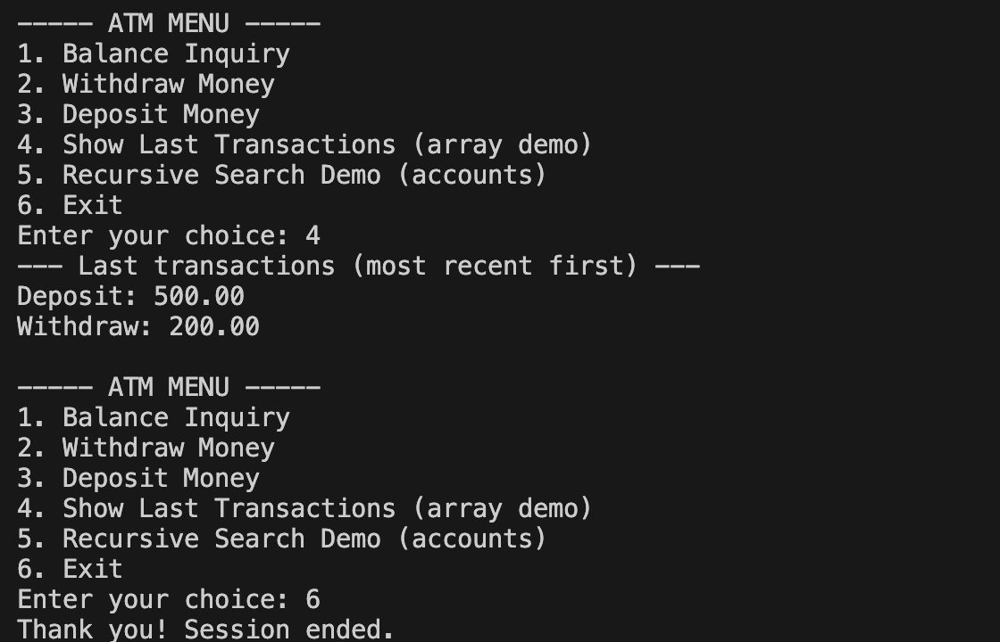 ----- ATM MENU -----
1. Balance Inquiry
2. Withdraw Money
3. Deposit Money
4. Show Last Transactions (array demo)
5. Recursive Search Demo (accounts)
6. Exit
Enter your choice: 4
--- Last transactions (most recent first) ---
Deposit: 500.00
Withdraw: 200.00

----- ATM MENU -----
1. Balance Inquiry
2. Withdraw Money
3. Deposit Money
4. Show Last Transactions (array demo)
5. Recursive Search Demo (accounts)
6. Exit
Enter your choice: 6
Thank you! Session ended.